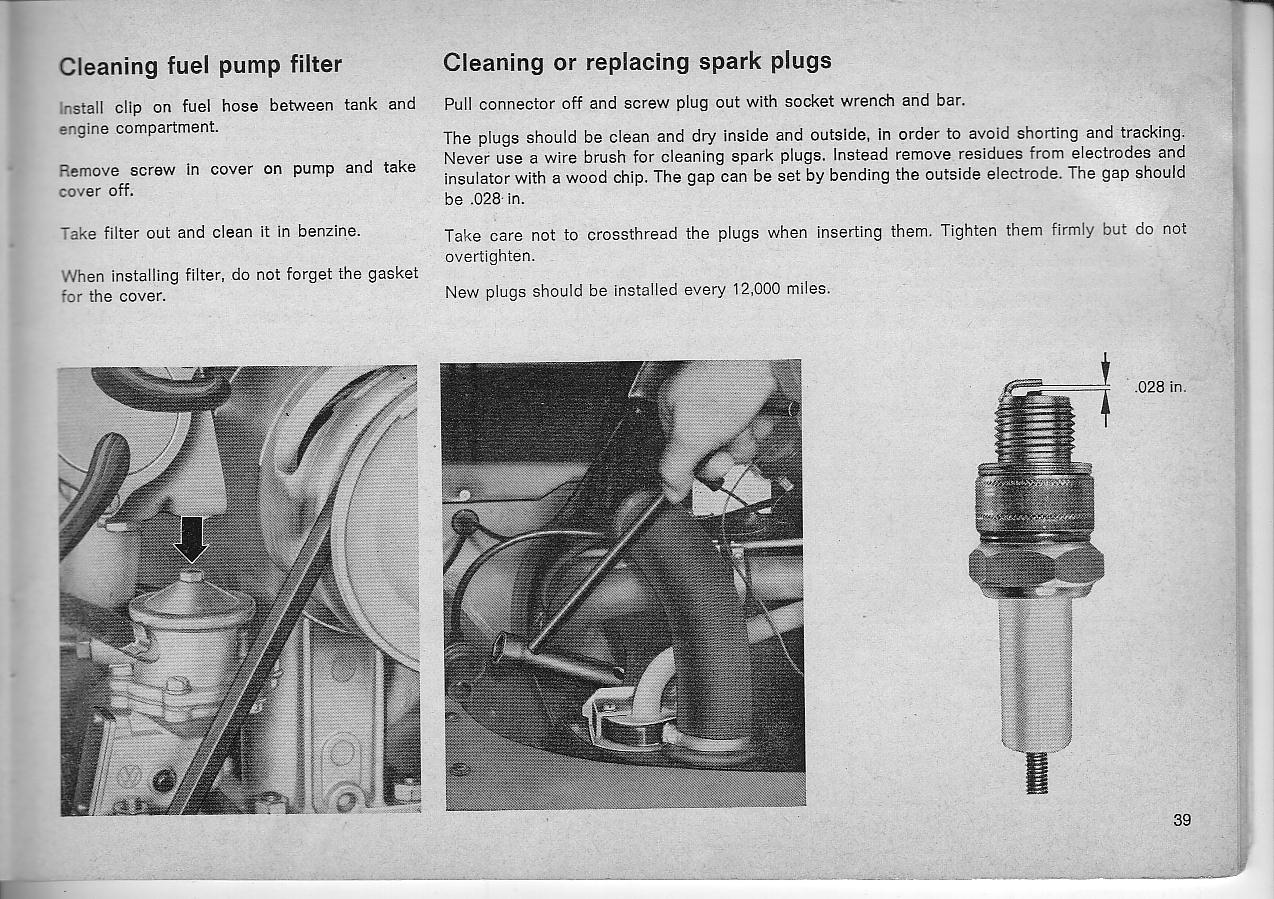 Cleaning fuel pump filter
Install clip on fuel hose between tank and
engine compartment.
Remove screw in cover on pump and take
cover off.
Take filter out and clean it in benzine.
When installing filter, do not forget the gasket
for the cover.
Cleaning or replacing spark plugs
Pull connector off and screw plug out with socket wrench and bar.
The plugs should be clean and dry inside and outside, in order to avoid shorting and tracking.
Never use a wire brush for cleaning spark plugs. Instead remove residues from electrodes and
insulator with a wood chip. The gap can be set by bending the outside electrode. The gap should
be .028 in.
Take care not to crossthread the plugs when inserting them. Tighten them firmly but do not
overtighten.
New plugs should be installed every 12,000 miles.
.028 in.
39